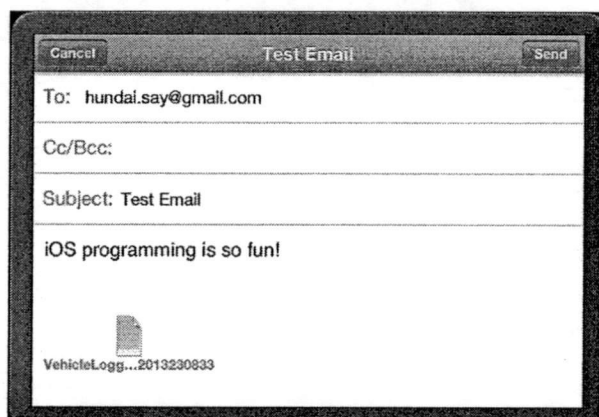 Cancel Test Email Send
To: hundai.say@gmail.com
Cc/Bcc:
Subject: Test Email
iOS programming is so fun!
VehicleLogg...2013230833